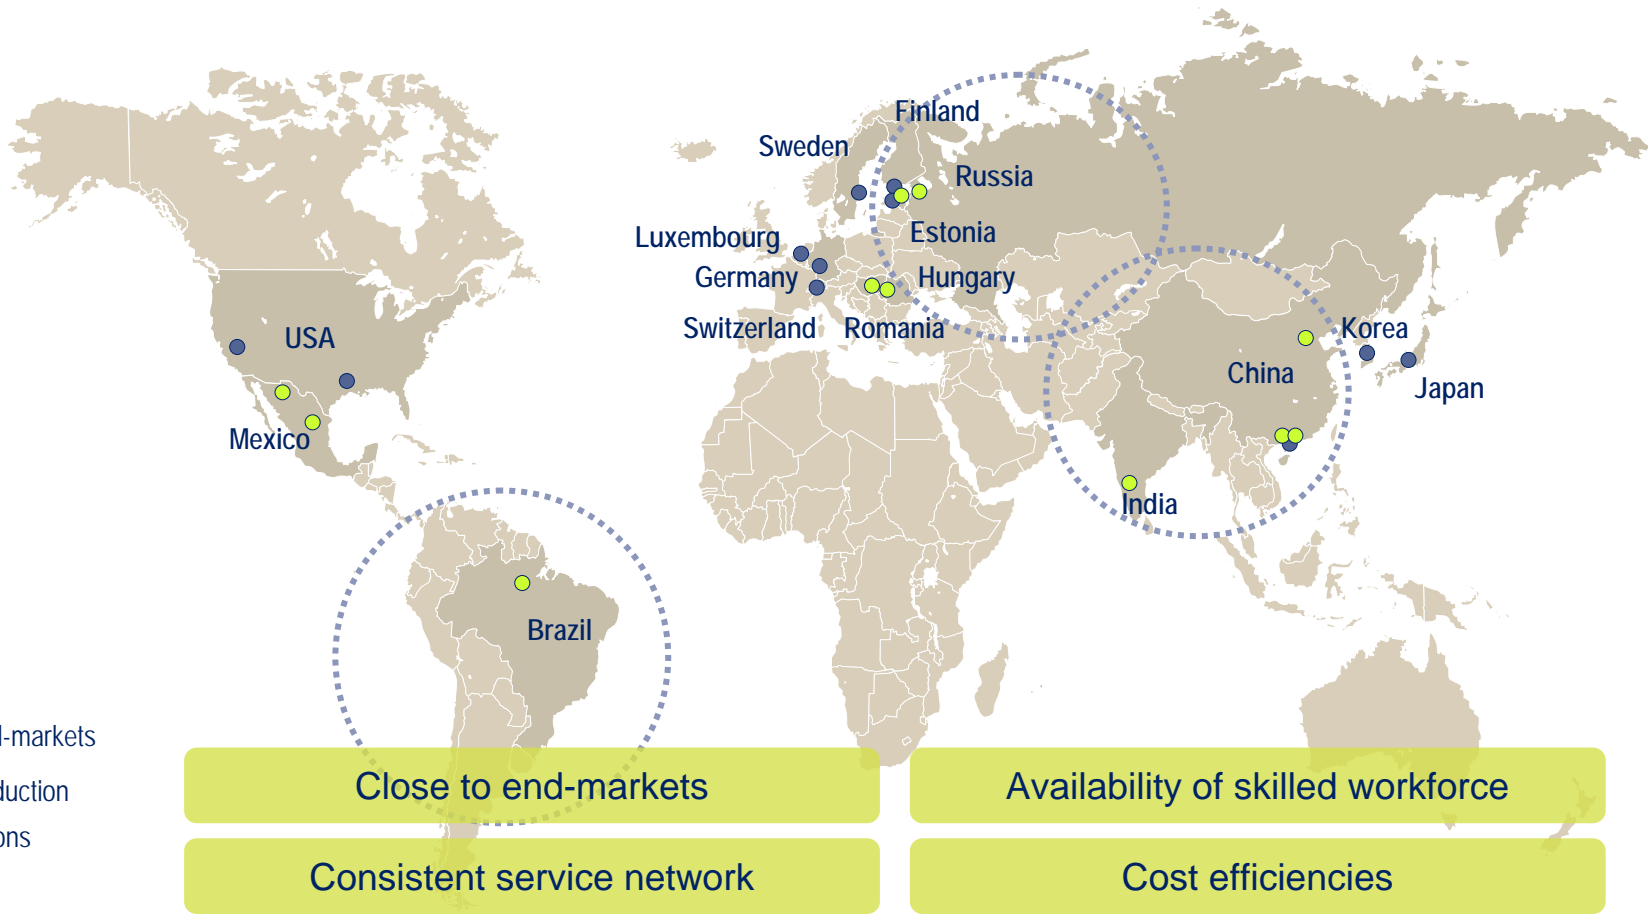 Finland
Sweden
Russia
Luxembourg
Estonia
Germany
Hungary
Switzerland
Romania
USA
Korea
China
Japan
Mexico
India
Brazil
l-markets
duction
ons
Close to end-markets
Availability of skilled workforce
Consistent service network
Cost efficiencies